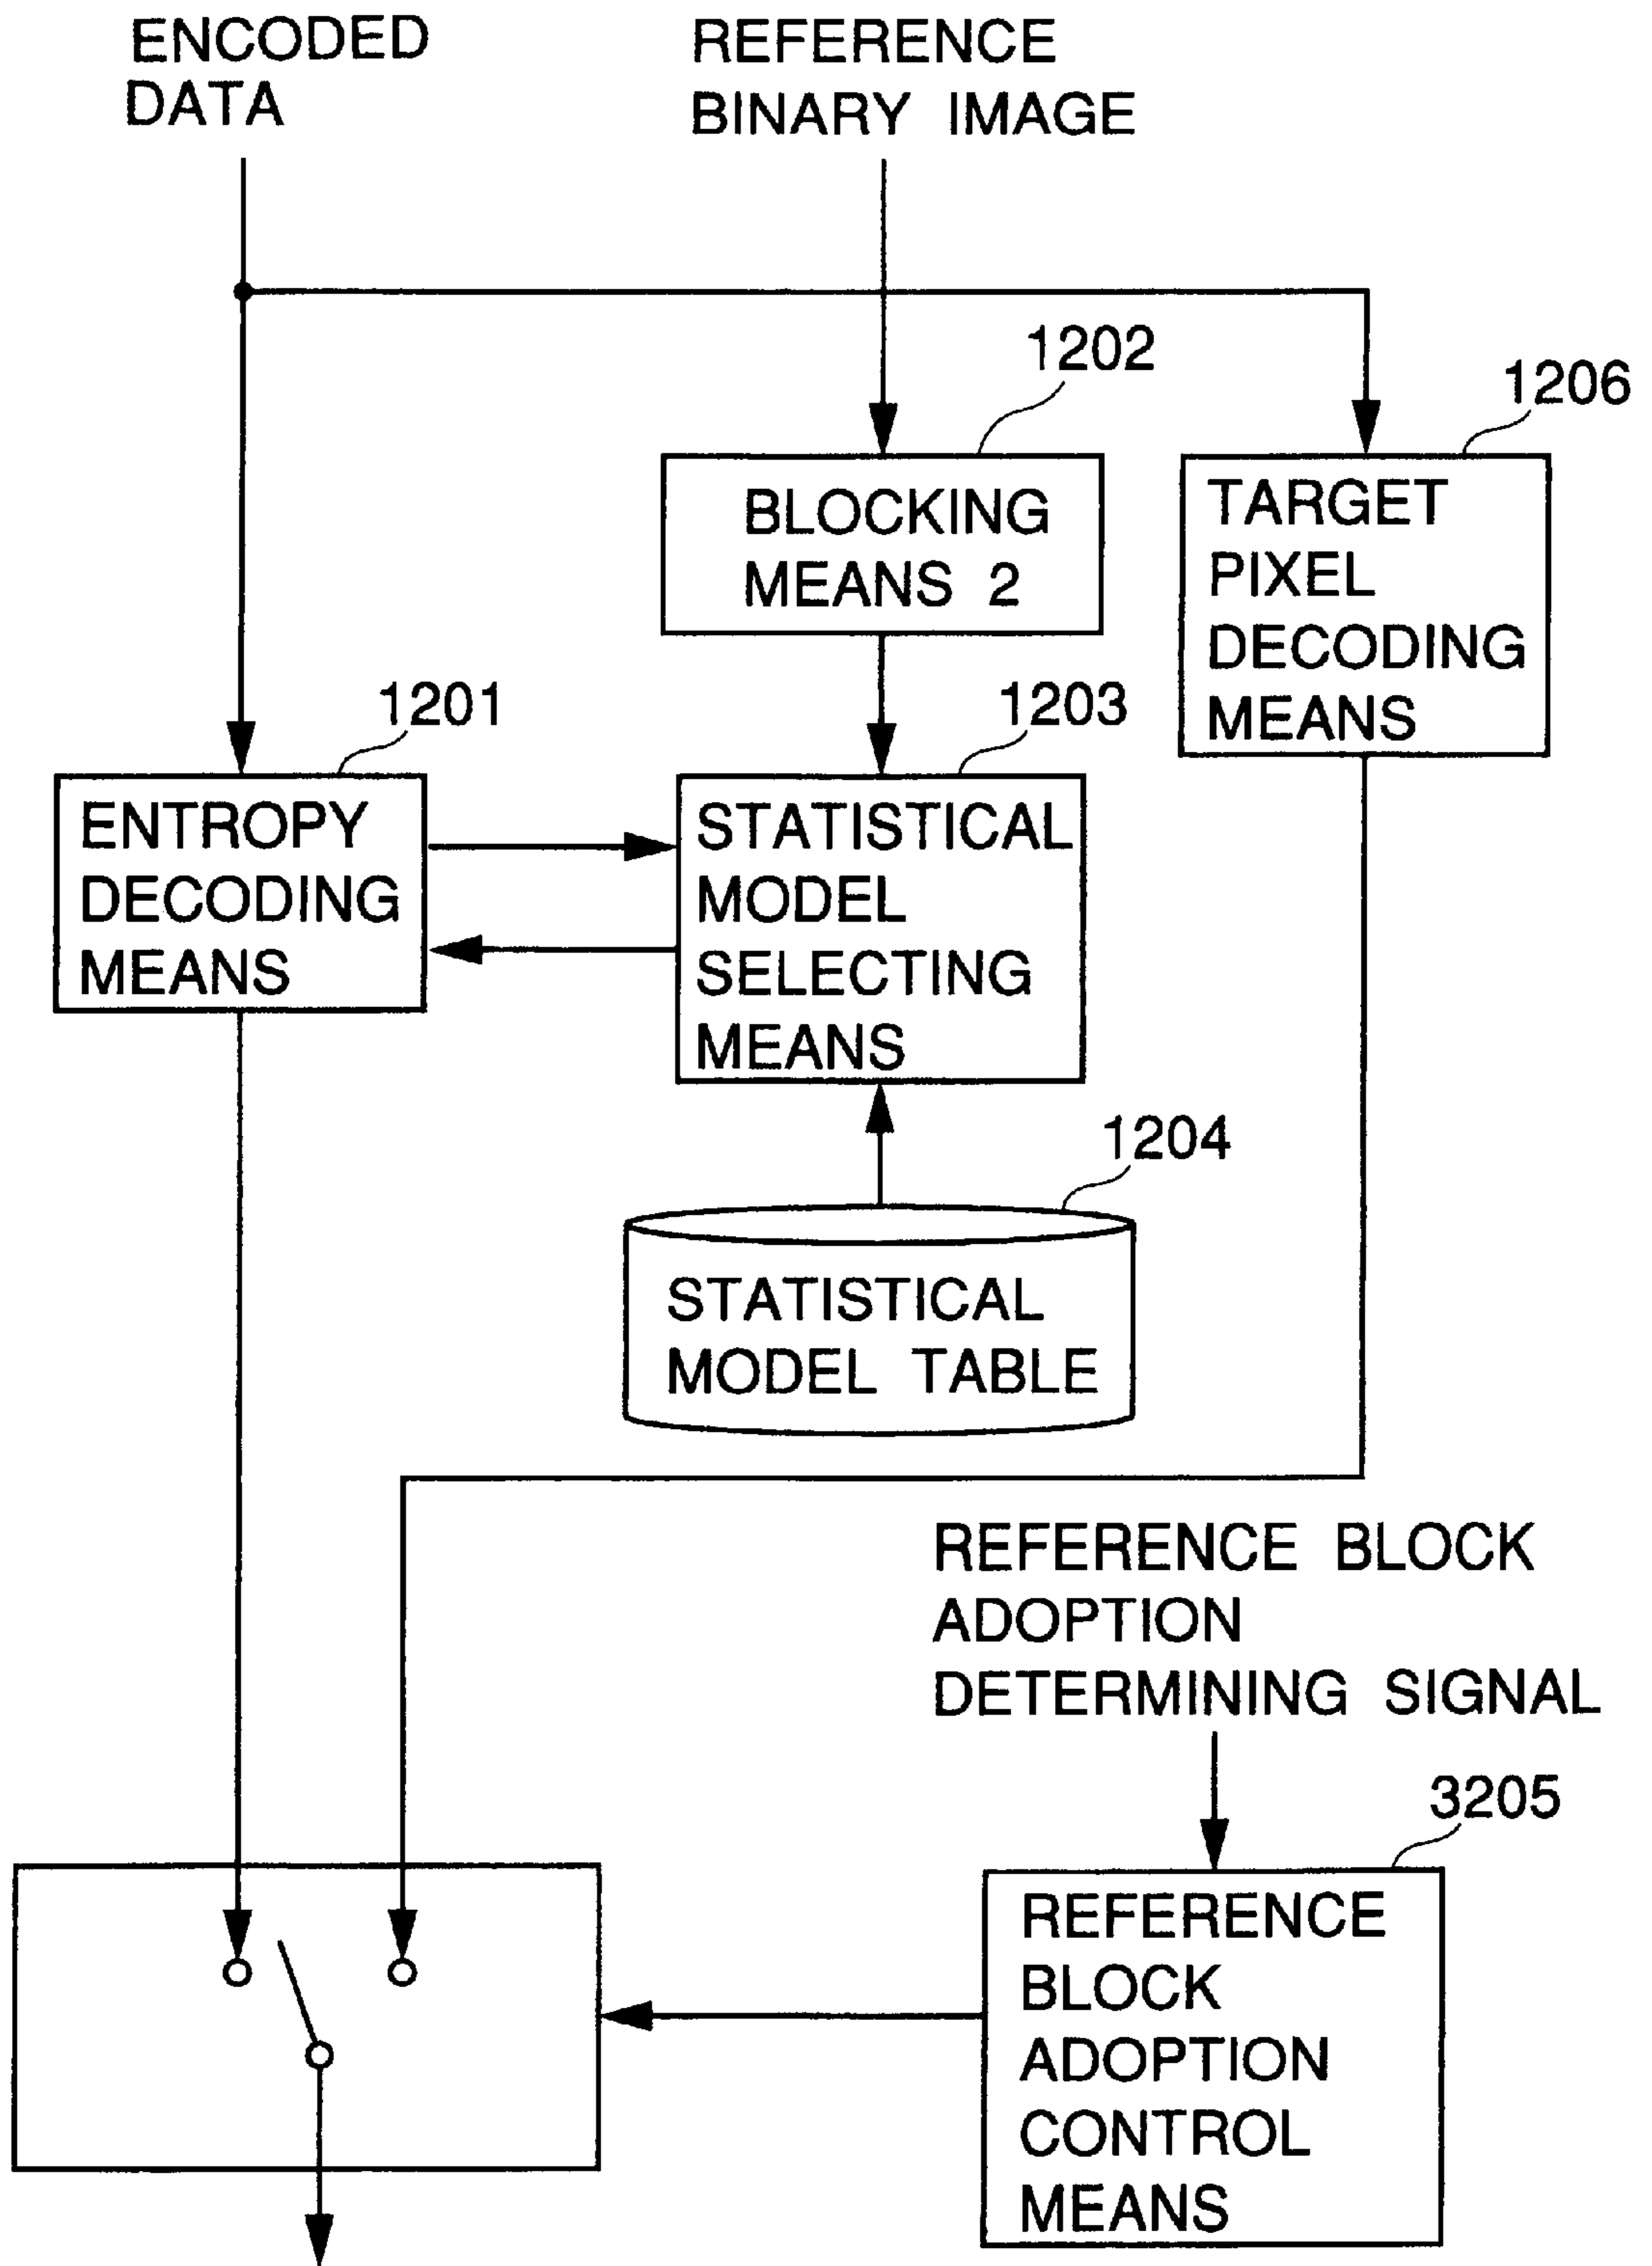 ENCODED
DATA
REFERENCE
BINARY IMAGE
1202
1206
BLOCKING
MEANS 2
TARGET
PIXEL
DECODING
MEANS
1201
1203
ENTROPY
DECODING
MEANS
STATISTICAL
MODEL
SELECTING
MEANS
1204
STATISTICAL
MODEL TABLE
REFERENCE BLOCK
ADOPTION
DETERMINING SIGNAL
3205
REFERENCE
BLOCK
ADOPTION
CONTROL
MEANS